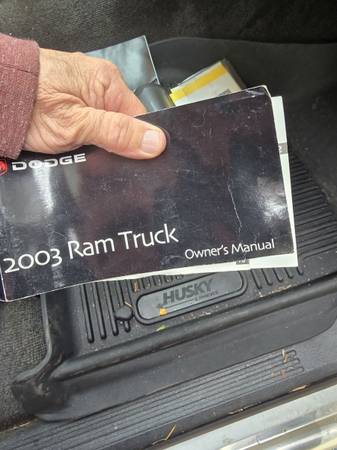 DODGE
2003 Ram Truck
Owner's Manual
HUSKY